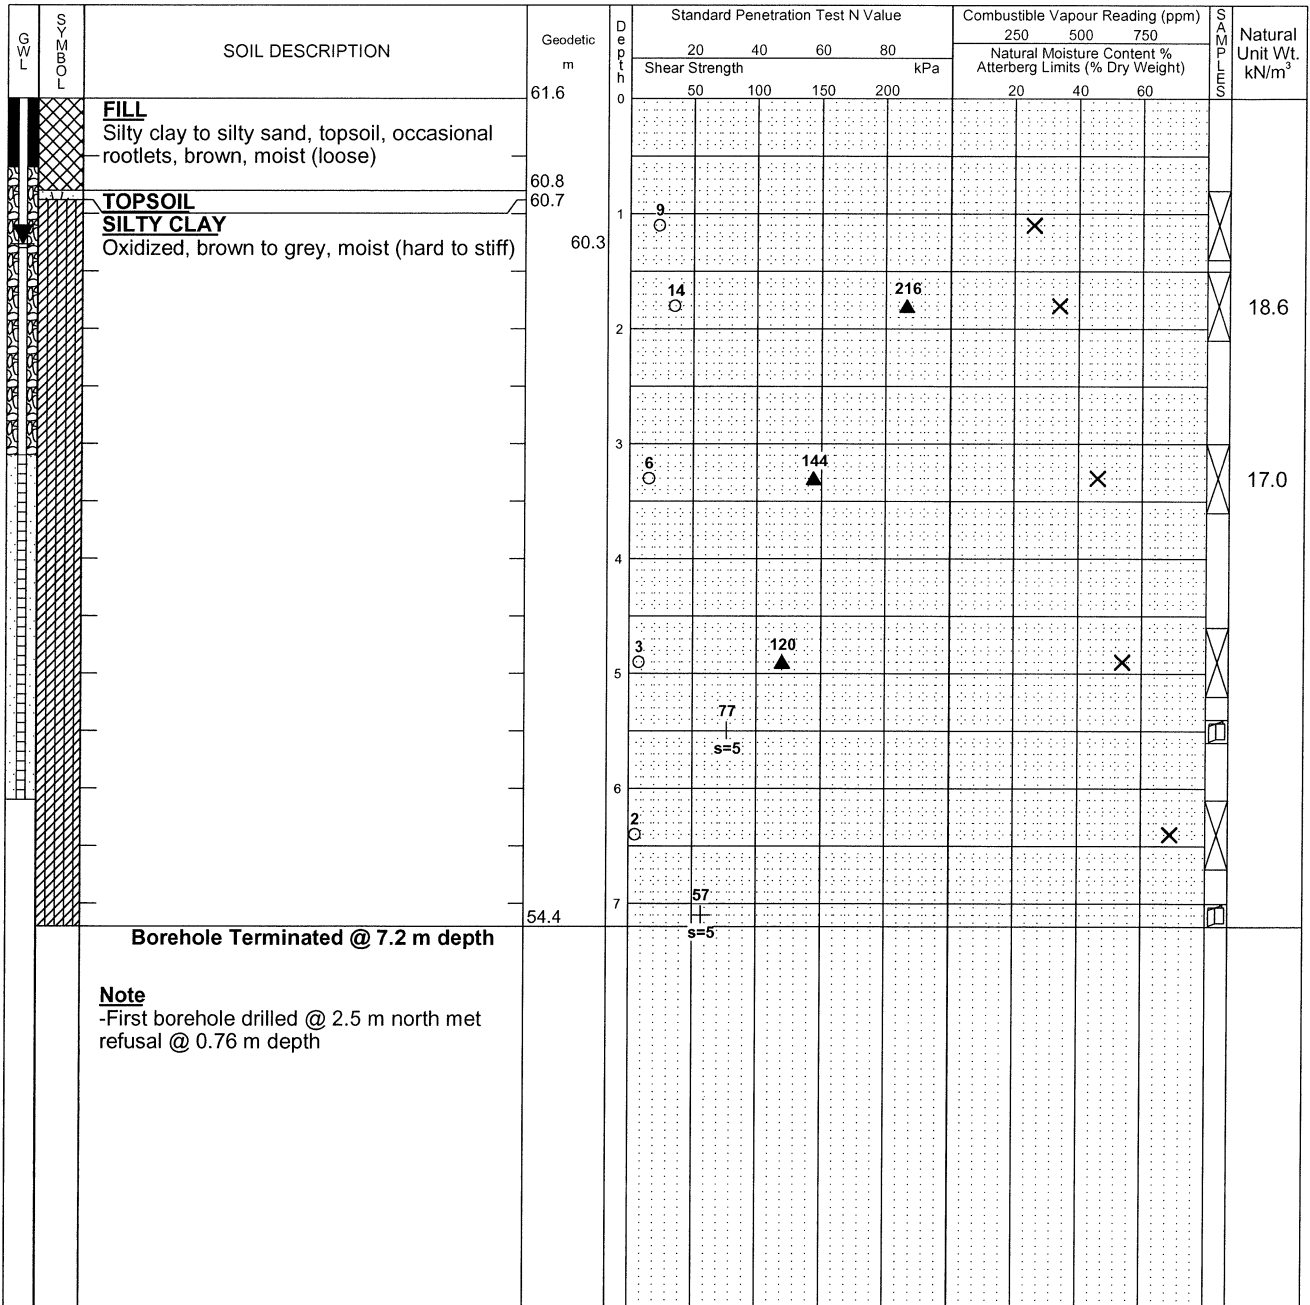 GWL
SYMBOL
SOIL DESCRIPTION
Geodetic
m
Depth
Standard Penetration Test N Value
20 40 60 80
Shear Strength kPa
50 100 150 200
Combustible Vapour Reading (ppm)
250 500 750
Natural Moisture Content %
Atterberg Limits (% Dry Weight)
20 40 60
SAMPLES
Natural
Unit Wt.
kN/m³
61.6
0
FILL
Silty clay to silty sand, topsoil, occasional
rootlets, brown, moist (loose)
60.8
TOPSOIL
60.7
SILTY CLAY
Oxidized, brown to grey, moist (hard to stiff)
60.3
9
1
14
216
18.6
2
3
6
144
17.0
4
3
120
5
77
s=5
6
2
57
7
s=5
54.4
Borehole Terminated @ 7.2 m depth
Note
-First borehole drilled @ 2.5 m north met
refusal @ 0.76 m depth